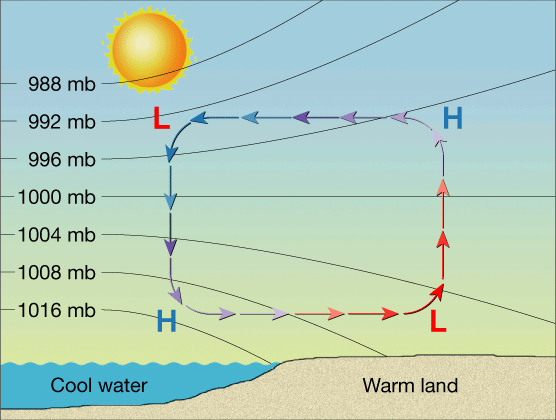 988 mb
L
992 mb
H
996 mb
1000 mb
1004 mb
1008 mb
1016 mb
H
L
Cool water
Warm land